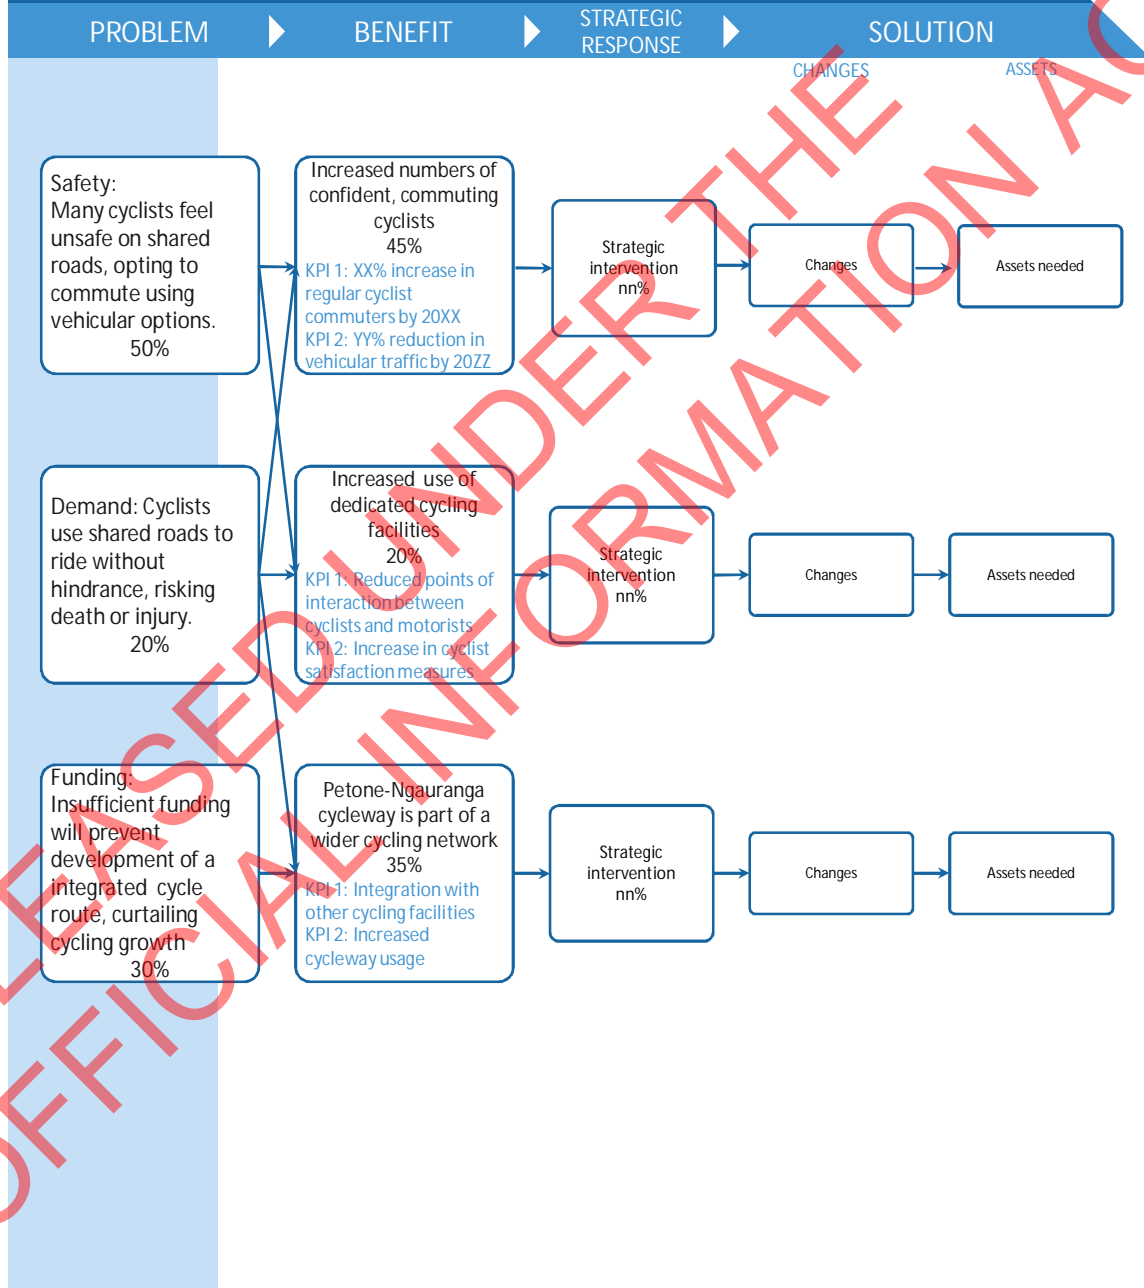 PROBLEM
BENEFIT
STRATEGIC
RESPONSE
SOLUTION
CHANGES
ASSETS
Safety:
Many cyclists feel
unsafe on shared
roads, opting to
commute using
vehicular options.
50%
Increased numbers of
confident, commuting
cyclists
45%
KPI 1: XX% increase in
regular cyclist
commuters by 20XX
KPI 2: YY% reduction in
vehicular traffic by 20ZZ
Strategic
intervention
nn%
Changes
Assets needed
Demand: Cyclists
use shared roads to
ride without
hindrance, risking
death or injury.
20%
Increased use of
dedicated cycling
facilities
20%
KPI 1: Reduced points of
interaction between
cyclists and motorists
KPI 2: Increase in cyclist
satisfaction measures
Strategic
intervention
nn%
Changes
Assets needed
Funding:
Insufficient funding
will prevent
development of a
integrated cycle
route, curtailing
cycling growth
30%
Petone-Ngauranga
cycleway is part of a
wider cycling network
35%
KPI 1: Integration with
other cycling facilities
KPI 2: Increased
cycleway usage
Strategic
intervention
nn%
Changes
Assets needed
LEASED UNDER THE
OFFICIAL INFORMATION AC